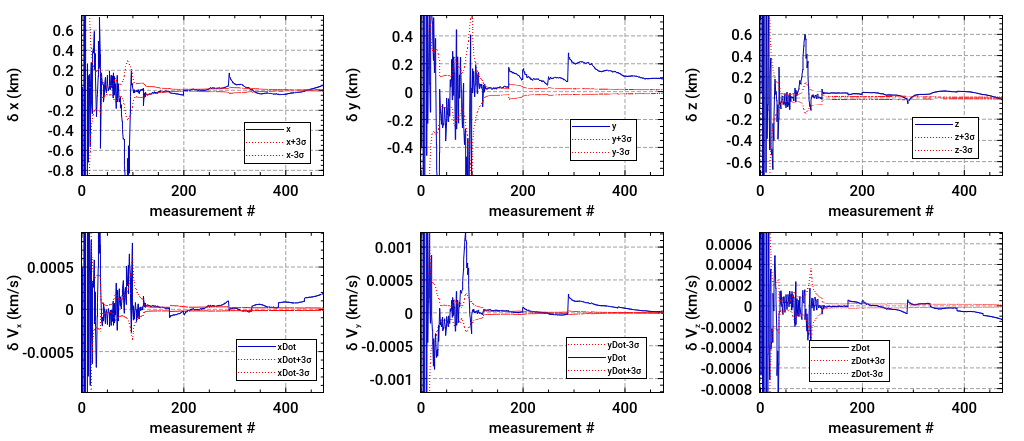 0.6
0.4
0.2
0
-0.2
-0.4
-0.6
-0.8
δ x (km)
0 200 400
measurement #
x
x+3σ
x-3σ
0.4
0.2
0
-0.2
-0.4
δ y (km)
0 200 400
measurement #
y
y+3σ
y-3σ
0.6
0.4
0.2
0
-0.2
-0.4
-0.6
δ z (km)
0 200 400
measurement #
z
z+3σ
z-3σ
0.0005
0
-0.0005
δ Vx (km/s)
0 200 400
measurement #
xDot
xDot+3σ
xDot-3σ
0.001
0.0005
0
-0.0005
-0.001
δ Vy (km/s)
0 200 400
measurement #
yDot-3σ
yDot
yDot+3σ
0.0006
0.0004
0.0002
0
-0.0002
-0.0004
-0.0006
-0.0008
δ Vz (km/s)
0 200 400
measurement #
zDot
zDot+3σ
zDot-3σ